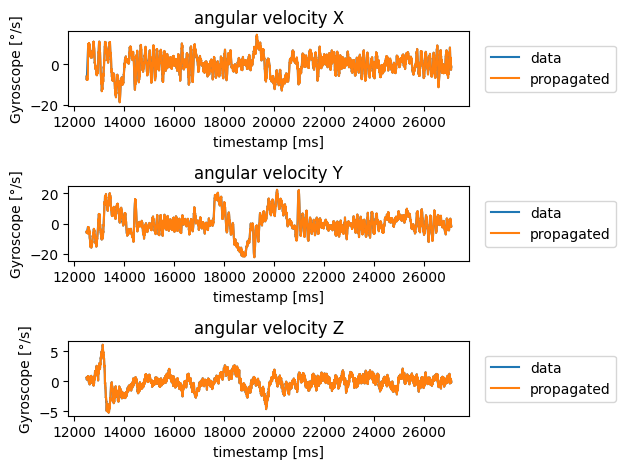 angular velocity X
Gyroscope [°/s]
0
−20
12000 14000 16000 18000 20000 22000 24000 26000
timestamp [ms]
data
propagated
angular velocity Y
Gyroscope [°/s]
20
0
−20
12000 14000 16000 18000 20000 22000 24000 26000
timestamp [ms]
data
propagated
angular velocity Z
Gyroscope [°/s]
5
0
−5
12000 14000 16000 18000 20000 22000 24000 26000
timestamp [ms]
data
propagated